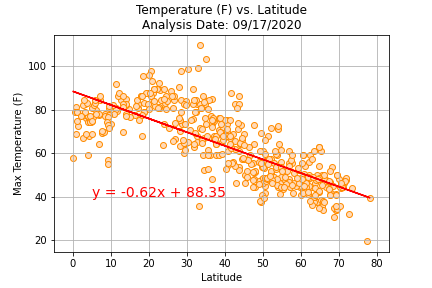 Temperature (F) vs. Latitude
Analysis Date: 09/17/2020
Max Temperature (F)
100
80
60
40
20
y = -0.62x + 88.35
0 10 20 30 40 50 60 70 80
Latitude